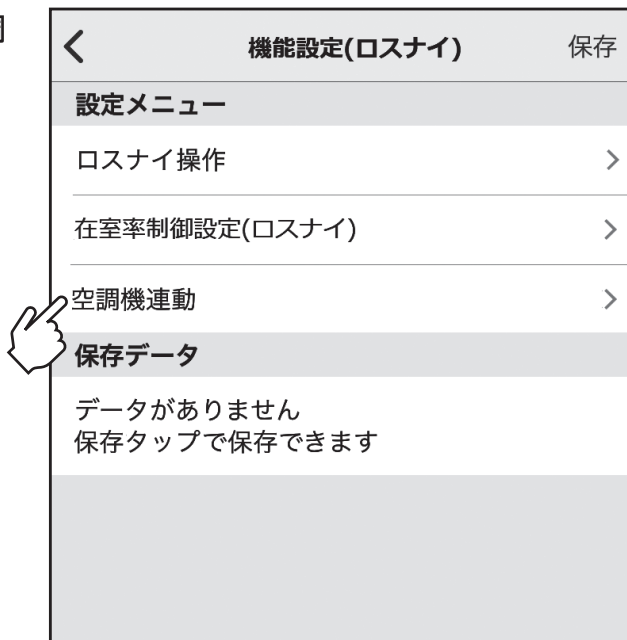 機能設定(ロスナイ)
保存
設定メニュー
ロスナイ操作
在室率制御設定(ロスナイ)
空調機連動
保存データ
データがありません
保存タップで保存できます